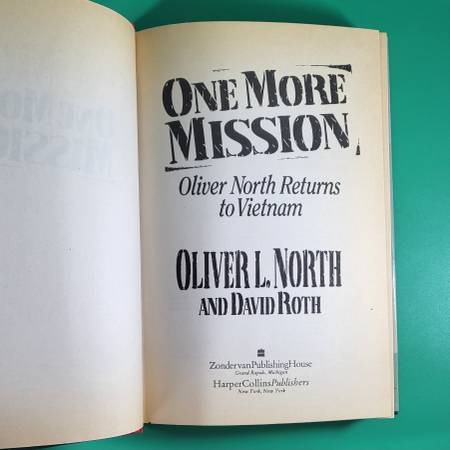 ONE MORE
MISSION
Oliver North Returns
to Vietnam
OLIVER L. NORTH
AND DAVID ROTH
ZondervanPublishingHouse
Grand Rapids, Michigan
HarperCollinsPublishers
New York, New York